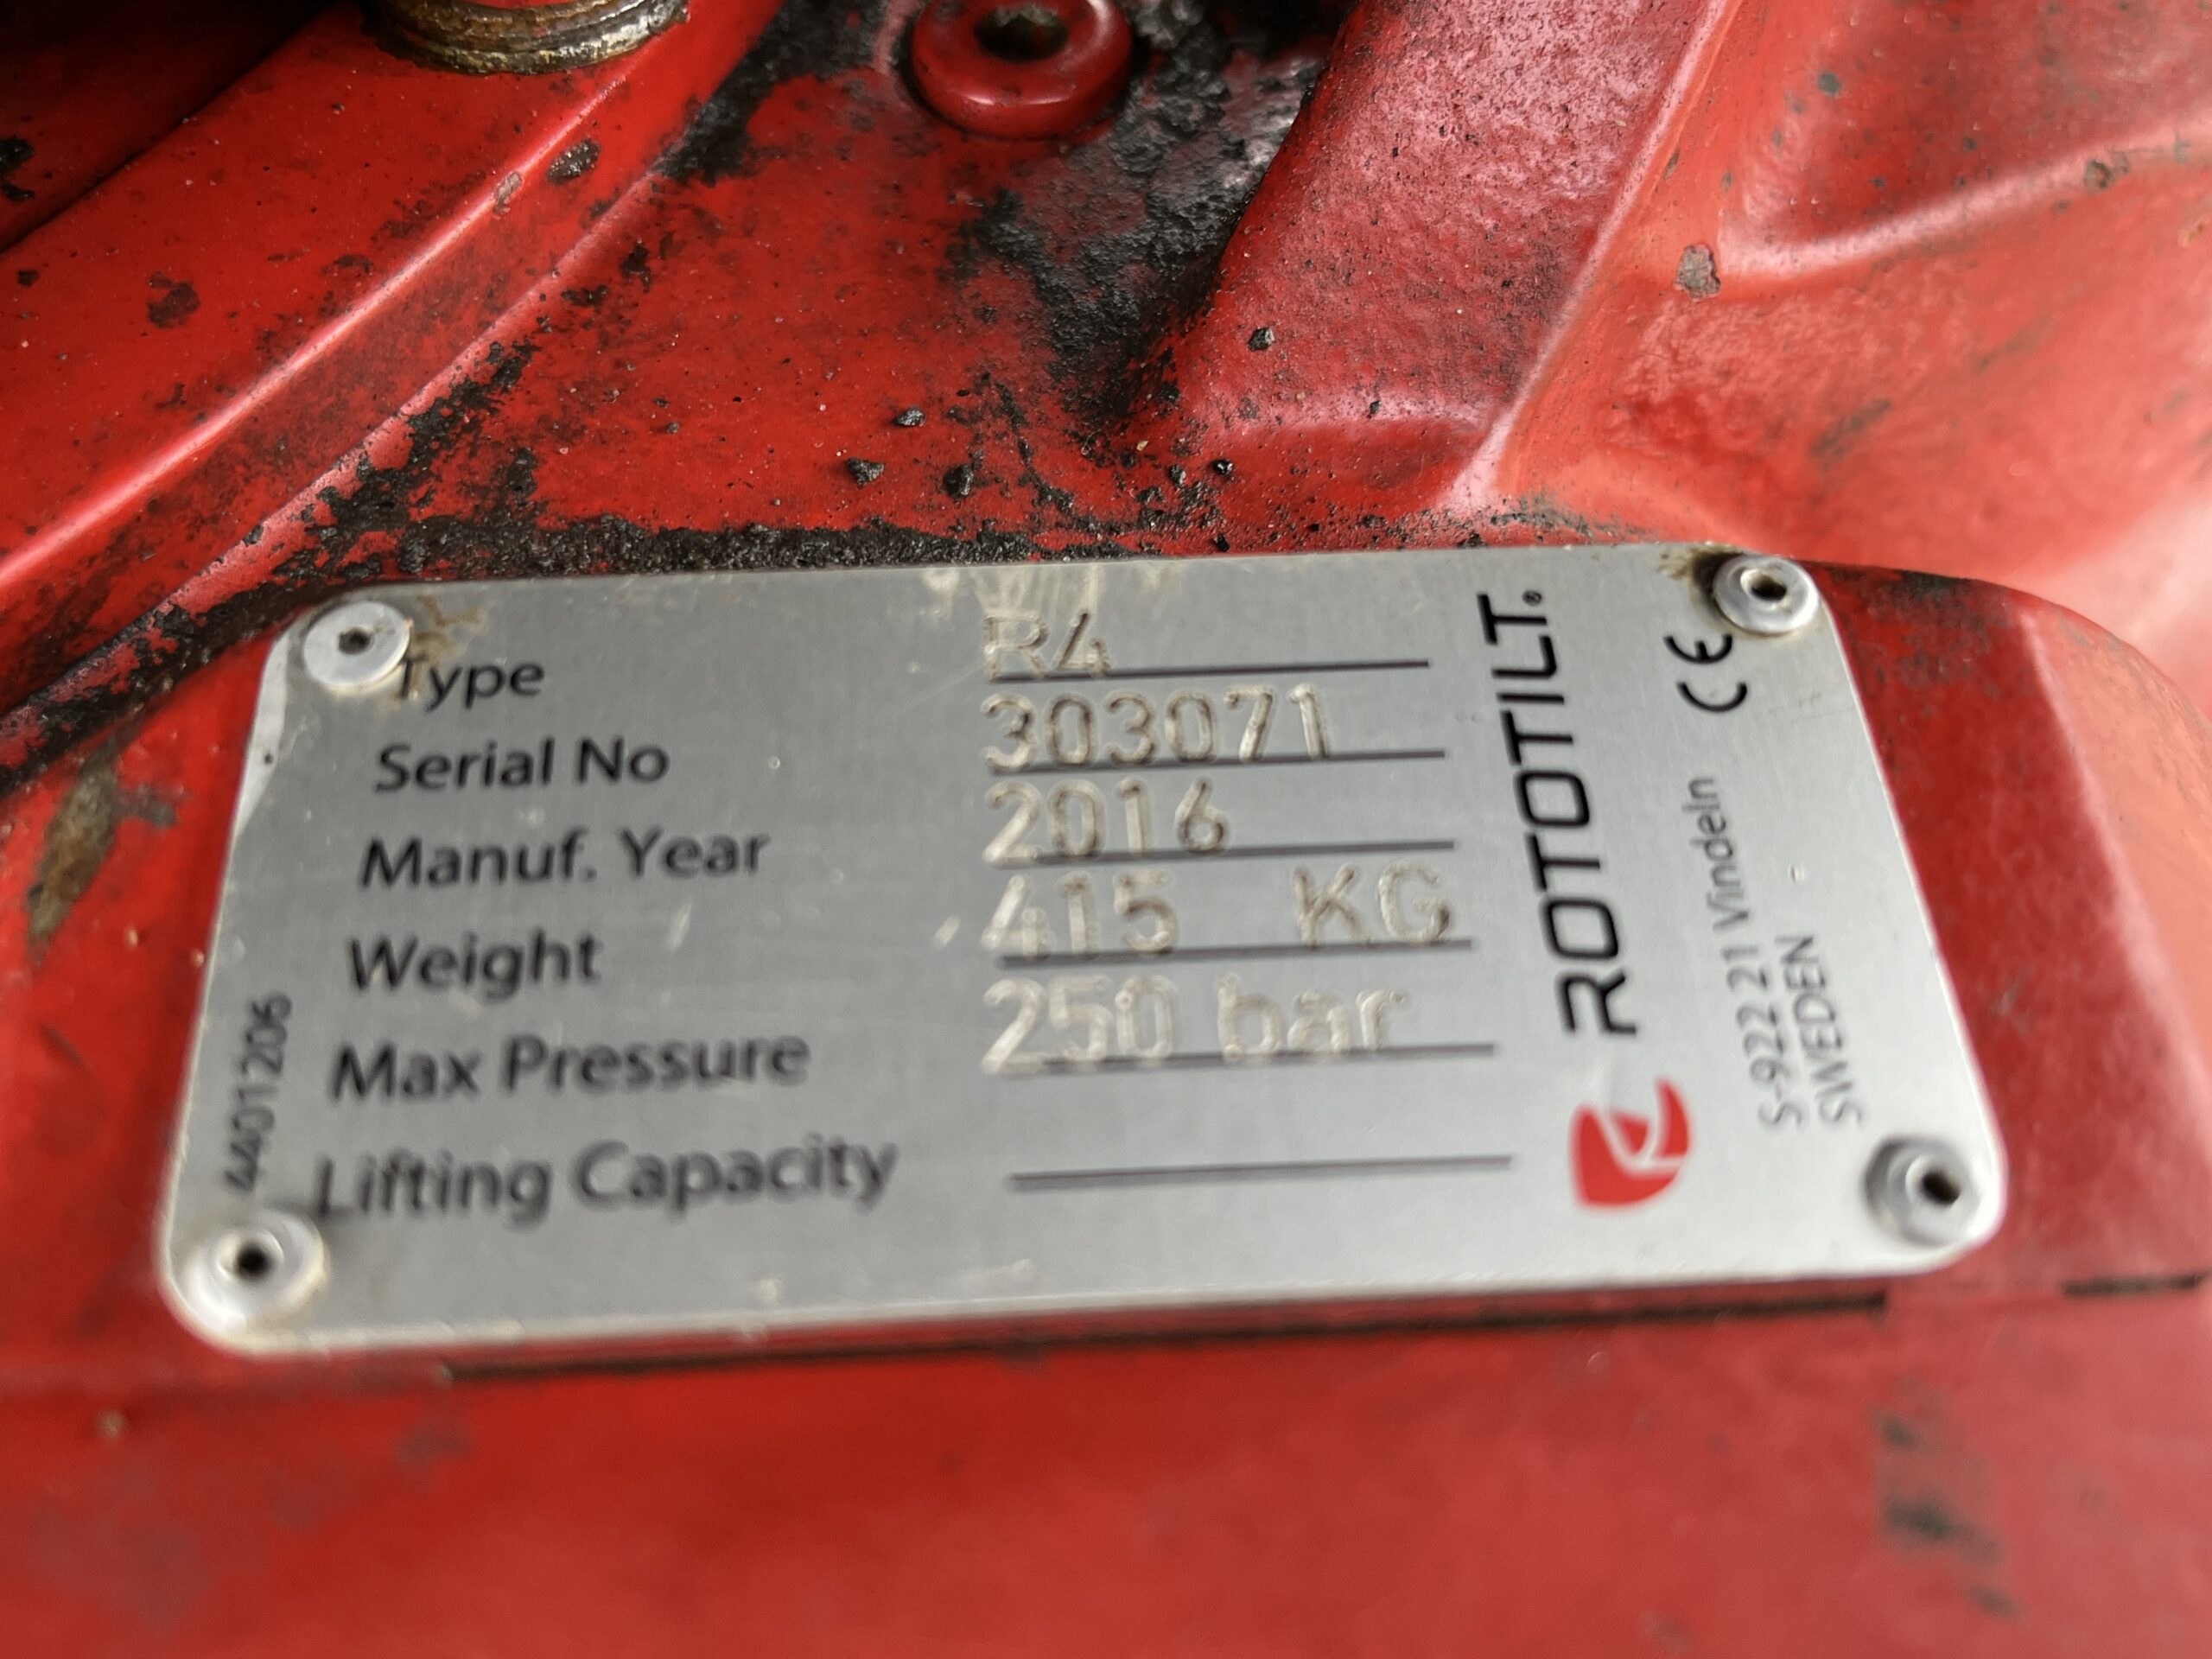 Type R4
Serial No 303071
Manuf. Year 2016
Weight 415 KG
Max Pressure 250 bar
Lifting Capacity
4401206
ROTOTILT®
CE
S-922 21 Vindeln
SWEDEN